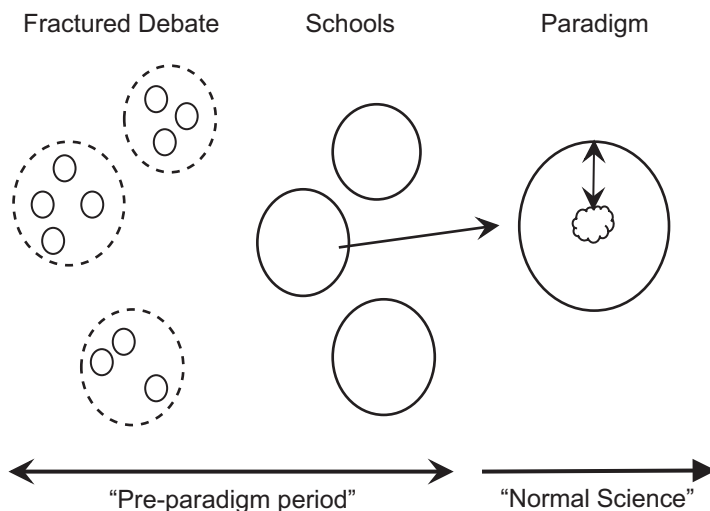 Fractured Debate
Schools
Paradigm
“Pre-paradigm period”
“Normal Science”